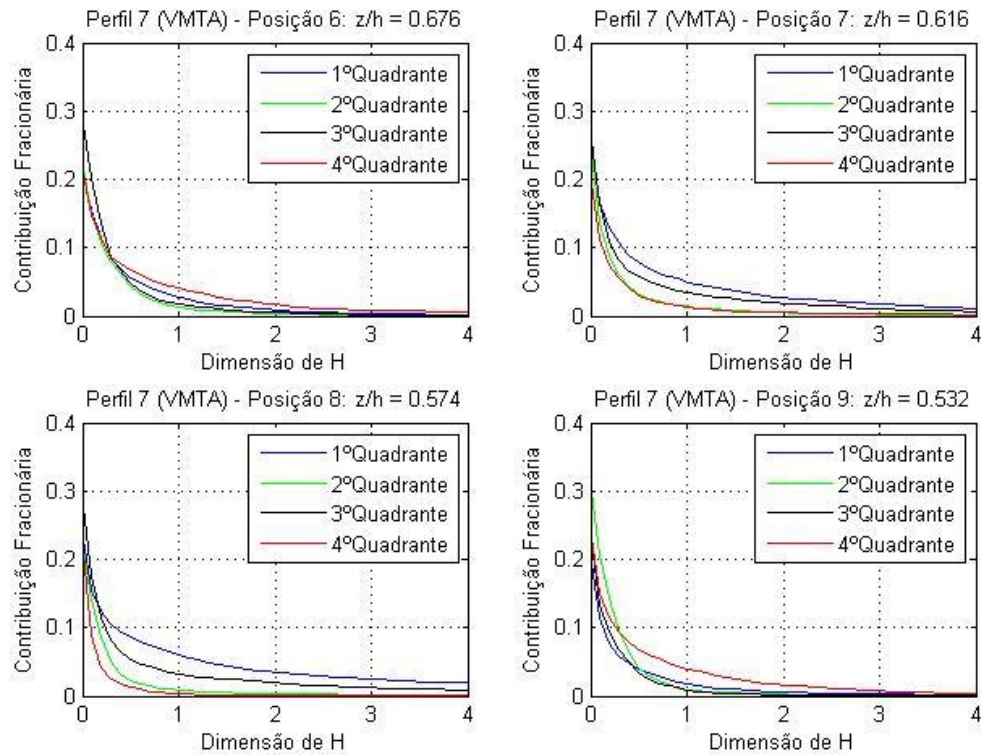 Perfil 7 (VMTA) - Posição 6: z/h = 0.676
0.4
0.3
0.2
0.1
0
Contribuição Fracionária
1ºQuadrante
2ºQuadrante
3ºQuadrante
4ºQuadrante
0 1 2 3 4
Dimensão de H
Perfil 7 (VMTA) - Posição 7: z/h = 0.616
0.4
0.3
0.2
0.1
0
Contribuição Fracionária
1ºQuadrante
2ºQuadrante
3ºQuadrante
4ºQuadrante
0 1 2 3 4
Dimensão de H
Perfil 7 (VMTA) - Posição 8: z/h = 0.574
0.4
0.3
0.2
0.1
0
Contribuição Fracionária
1ºQuadrante
2ºQuadrante
3ºQuadrante
4ºQuadrante
0 1 2 3 4
Dimensão de H
Perfil 7 (VMTA) - Posição 9: z/h = 0.532
0.4
0.3
0.2
0.1
0
Contribuição Fracionária
1ºQuadrante
2ºQuadrante
3ºQuadrante
4ºQuadrante
0 1 2 3 4
Dimensão de H